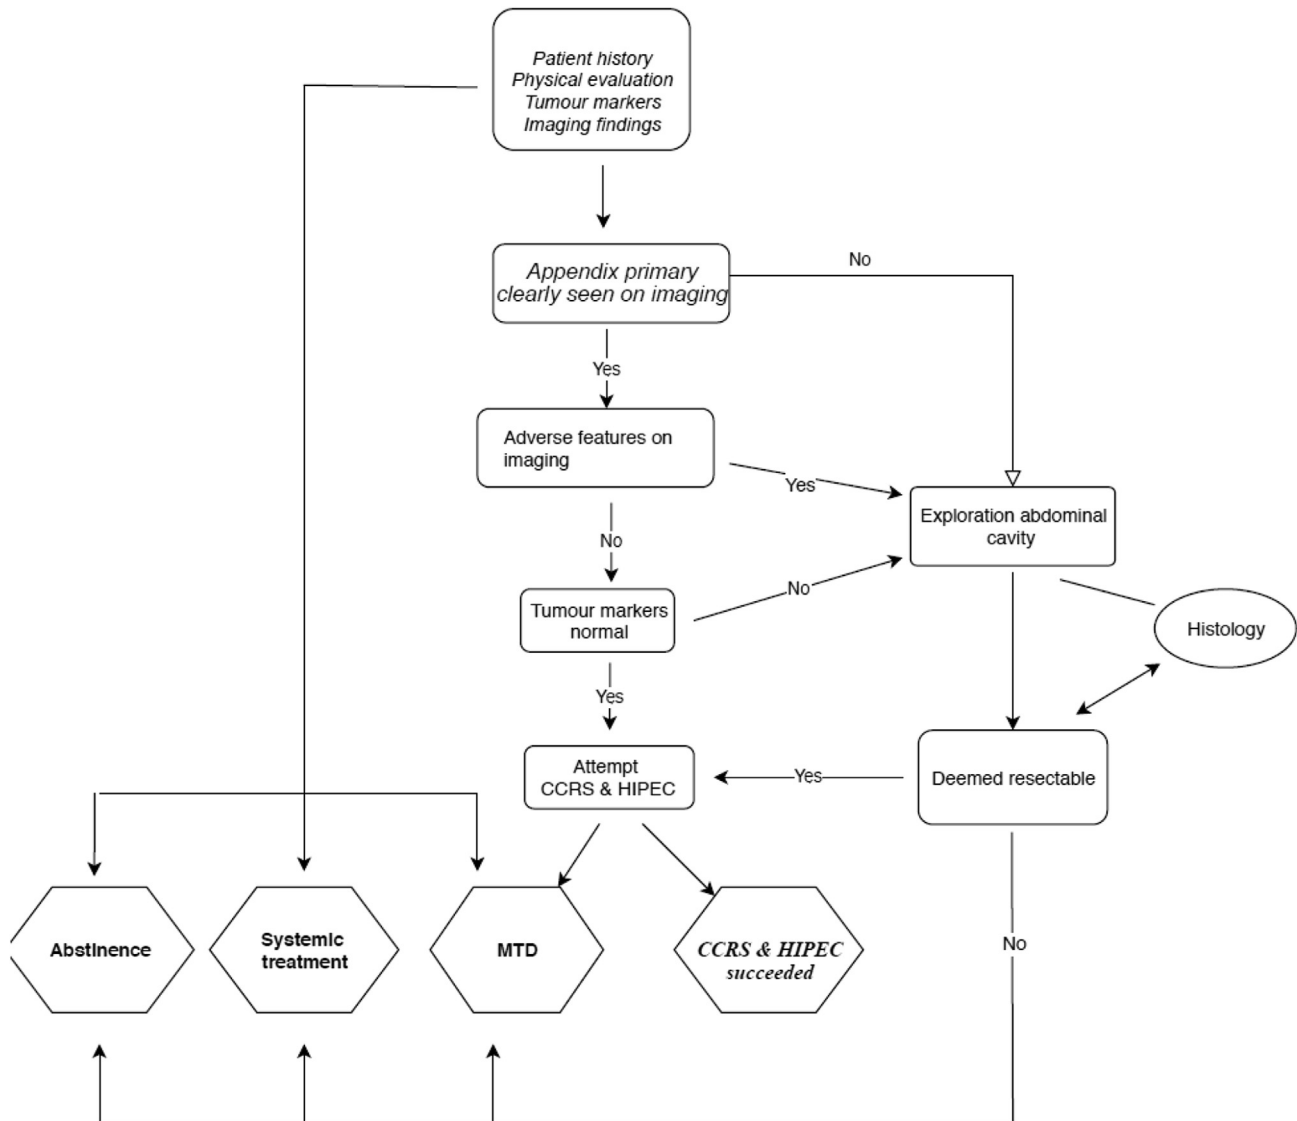 Patient history
Physical evaluation
Tumour markers
Imaging findings
Appendix primary
clearly seen on imaging
No
Yes
Adverse features on
imaging
Yes
Exploration abdominal
cavity
No
No
Tumour markers
normal
Histology
Yes
Attempt
CCRS & HIPEC
Yes
Deemed resectable
Abstinence
Systemic
treatment
MTD
CCRS & HIPEC
succeeded
No